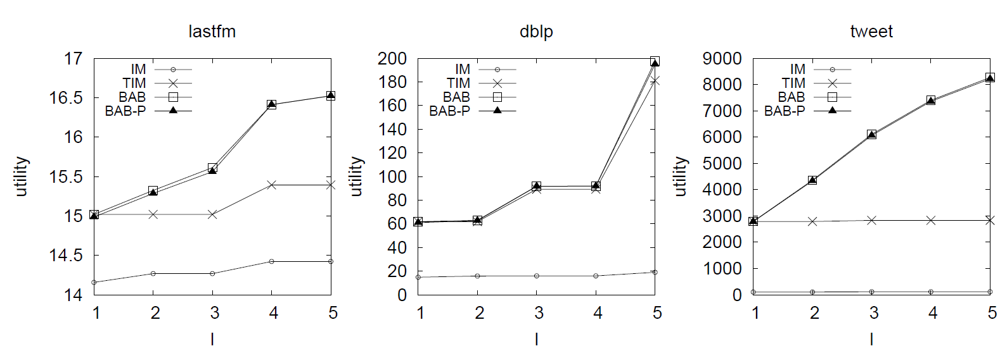 lastfm
17
16.5
16
15.5
15
14.5
14
utility
IM
TIM
BAB
BAB-P
1 2 3 4 5
l
dblp
200
180
160
140
120
100
80
60
40
20
0
utility
IM
TIM
BAB
BAB-P
1 2 3 4 5
l
tweet
9000
8000
7000
6000
5000
4000
3000
2000
1000
0
utility
IM
TIM
BAB
BAB-P
1 2 3 4 5
l